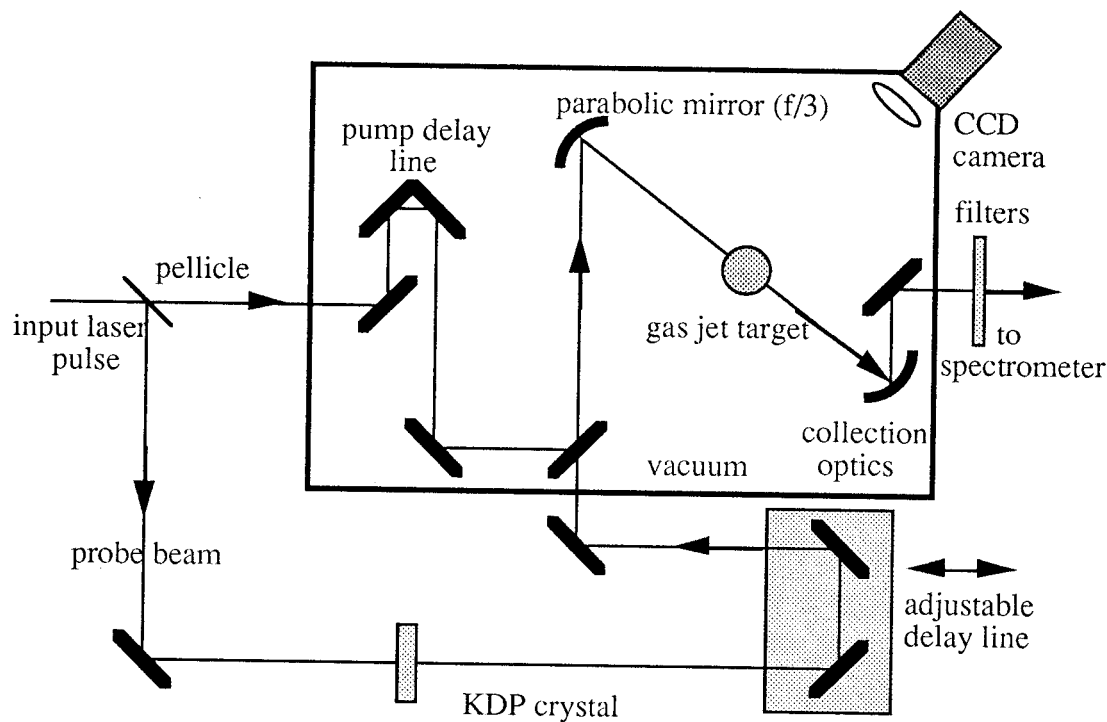 parabolic mirror (f/3)
pump delay
line
CCD
camera
filters
pellicle
input laser
pulse
gas jet target
to
spectrometer
collection
optics
vacuum
probe beam
adjustable
delay line
KDP crystal